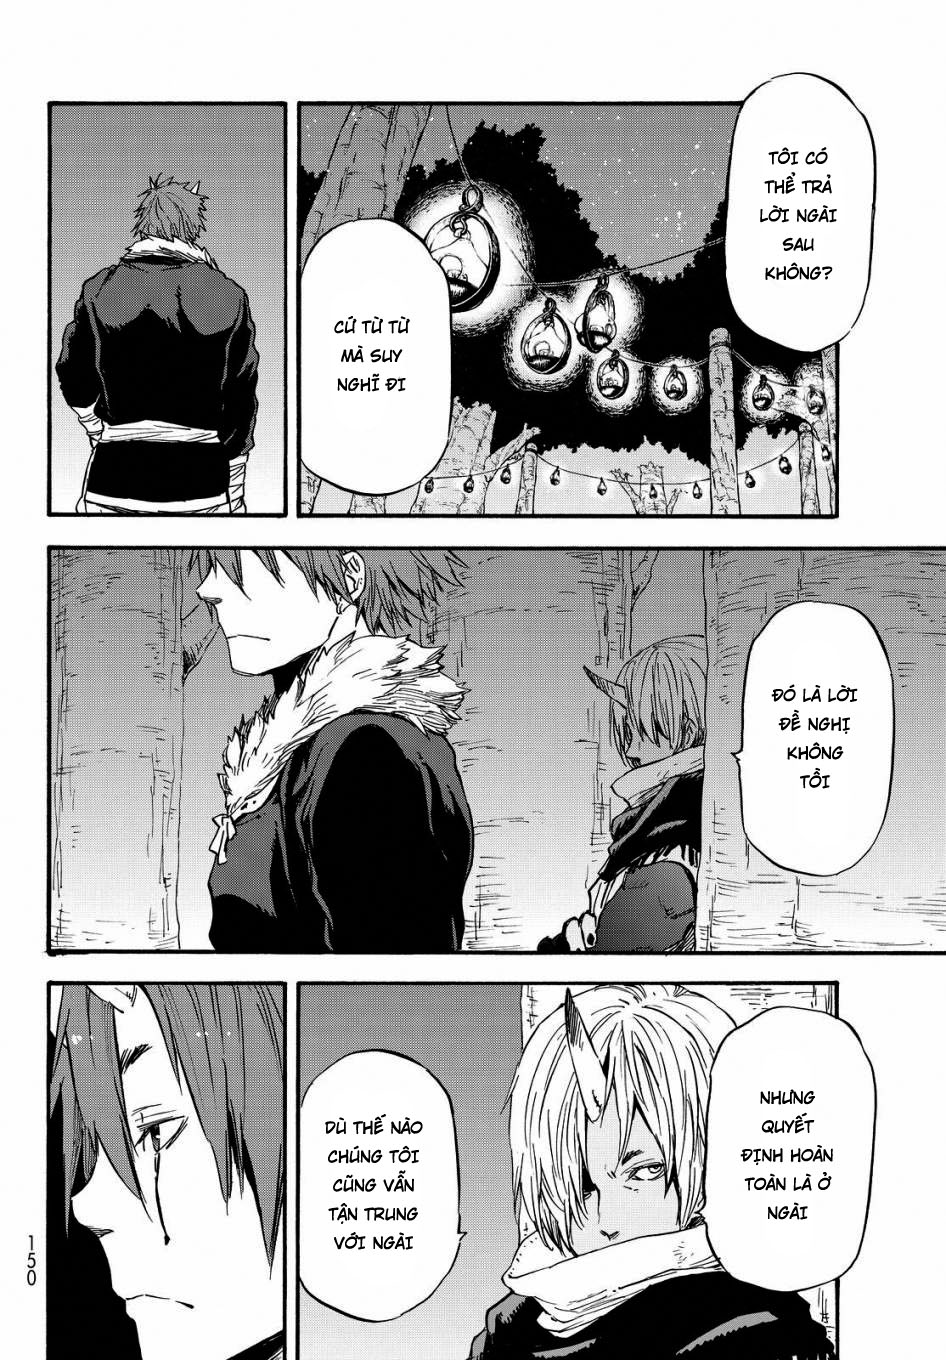 TÔI CÓ
THỂ TRẢ
LỜI NGÀI
SAU
KHÔNG?
CỨ TỪ TỪ
MÀ SUY
NGHĨ ĐI
ĐÓ LÀ LỜI
ĐỀ NGHỊ
KHÔNG
TỒI
NHƯNG
QUYẾT
ĐỊNH HOÀN
TOÀN LÀ Ở
NGÀI
DÙ THẾ NÀO
CHÚNG TÔI
CŨNG VẪN
TẬN TRUNG
VỚI NGÀI
150